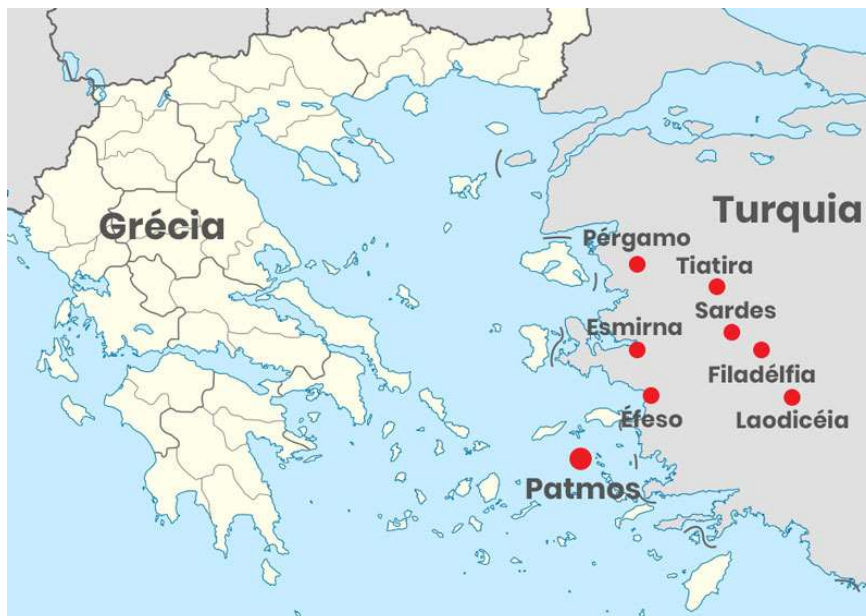 Grécia
Turquia
Pérgamo
Tiatira
Sardes
Esmirna
Filadélfia
Éfeso
Laodicéia
Patmos